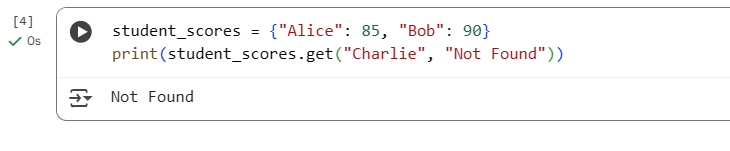 [4]
0s
student_scores = {"Alice": 85, "Bob": 90}
print(student_scores.get("Charlie", "Not Found"))
Not Found